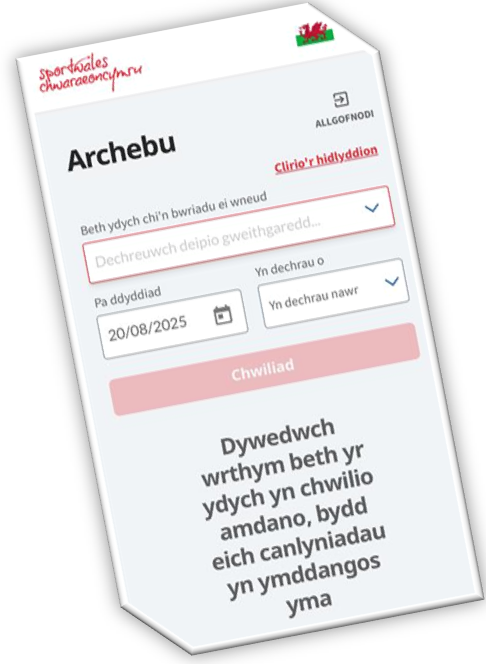 sportwales
chwaraeoncymru
ALLGOFNODI
Archebu
Clirio'r hidlyddion
Beth ydych chi'n bwriadu ei wneud
Dechreuwch deipio gweithgaredd...
Pa ddyddiad
Yn dechrau o
20/08/2025
Yn dechrau nawr
Chwiliad
Dywedwch
wrthym beth yr
ydych yn chwilio
amdano, bydd
eich canlyniadau
yn ymddangos
yma